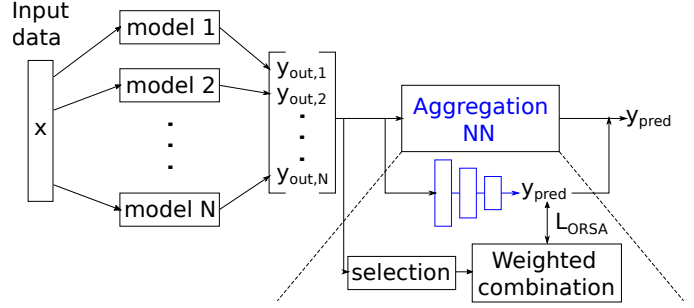 Input
data
x
model 1
model 2
model N
y_out,1
y_out,2
y_out,N
Aggregation
NN
y_pred
y_pred
L_ORSA
selection
Weighted
combination